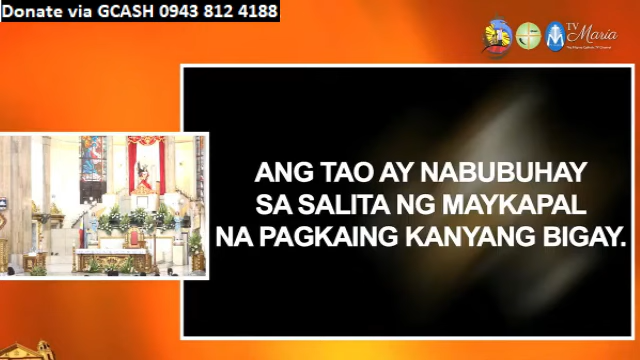 Donate via GCASH 0943 812 4188
TV
Maria
ANG TAO AY NABUBUHAY
SA SALITA NG MAYKAPAL
NA PAGKAING KANYANG BIGAY.